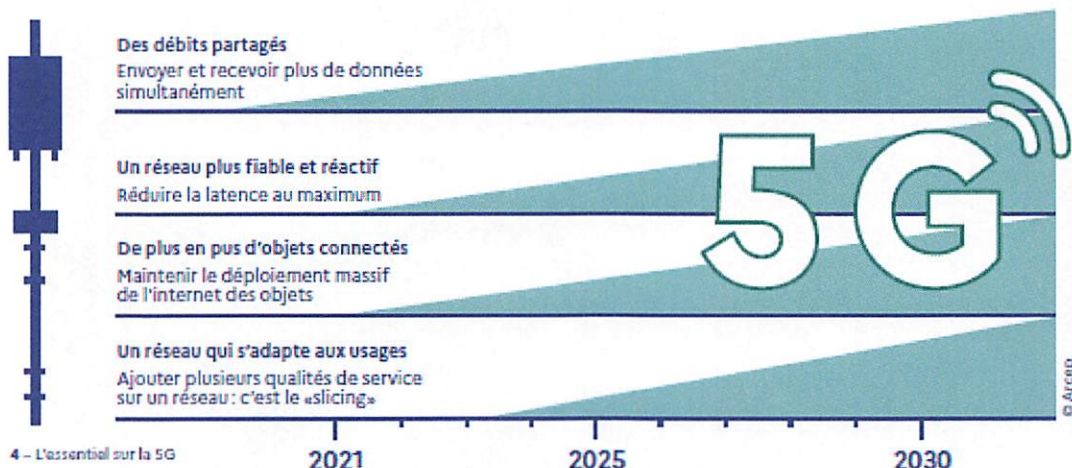 Des débits partagés
Envoyer et recevoir plus de données
simultanément
Un réseau plus fiable et réactif
Réduire la latence au maximum
De plus en pus d'objets connectés
Maintenir le déploiement massif
de l'internet des objets
Un réseau qui s'adapte aux usages
Ajouter plusieurs qualités de service
sur un réseau : c'est le «slicing»
5G
© Arcep
2021
2025
2030
4 – L'essentiel sur la 5G